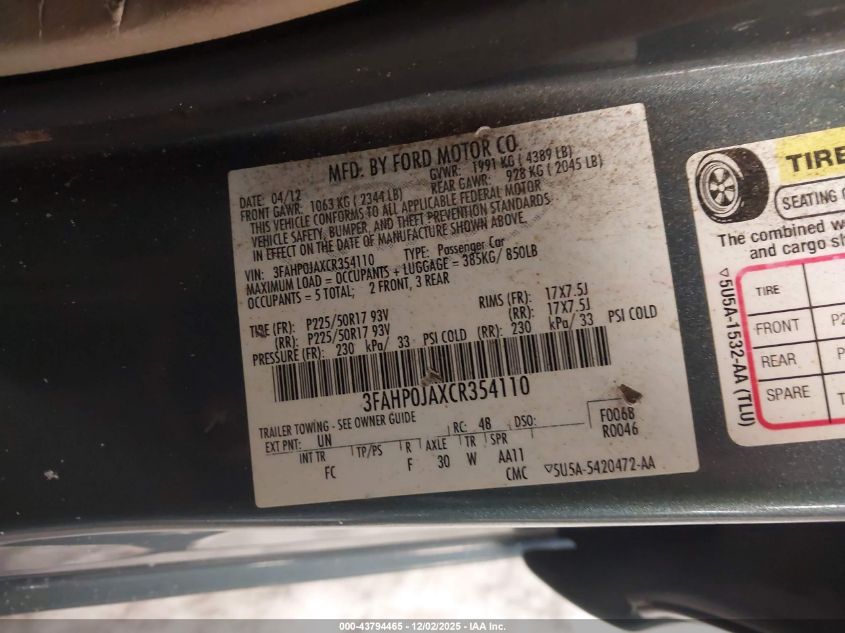 MFD. BY FORD MOTOR CO.
DATE: 04/12 GVWR: 1991 KG ( 4389 LB)
FRONT GAWR: 1063 KG ( 2344 LB) REAR GAWR: 928 KG ( 2045 LB)
THIS VEHICLE CONFORMS TO ALL APPLICABLE FEDERAL MOTOR
VEHICLE SAFETY, BUMPER, AND THEFT PREVENTION STANDARDS
IN EFFECT ON THE DATE OF MANUFACTURE SHOWN ABOVE.
VIN: 3FAHP0JAXCR354110 TYPE: Passenger Car
MAXIMUM LOAD = OCCUPANTS + LUGGAGE = 385KG/ 850LB
OCCUPANTS = 5 TOTAL; 2 FRONT, 3 REAR
TIRE (FR): P225/50R17 93V RIMS (FR): 17X7.5J
(RR): P225/50R17 93V (RR): 17X7.5J
PRESSURE (FR): 230 kPa/ 33 PSI COLD (RR): 230 kPa/ 33 PSI COLD
3FAHP0JAXCR354110
TRAILER TOWING - SEE OWNER GUIDE
EXT PNT: UN RC: 48 DSO: F006B
R0046
INT TR TP/PS R AXLE TR SPR
FC F 30 W AA11
CMC ▽5U5A-5420472-AA
TIRE
SEATING
The combined
and cargo
▽5U5A-1532-AA (TLU)
TIRE
FRONT
REAR
SPARE
000-43794465 - 12/02/2025 - IAA Inc.